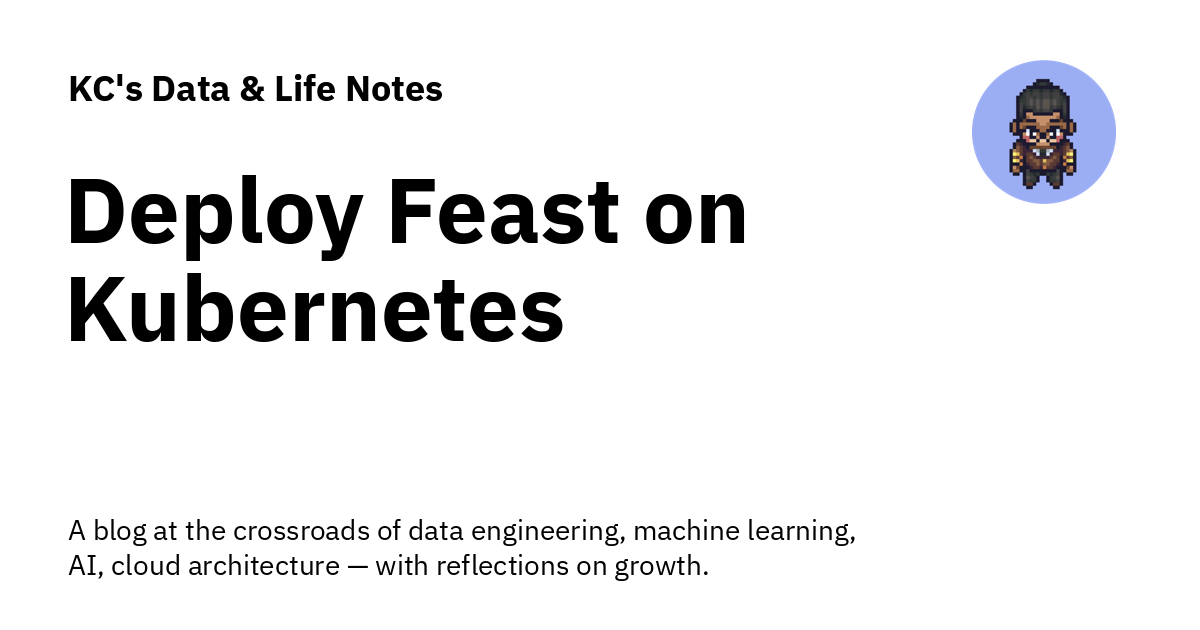 KC's Data & Life Notes
Deploy Feast on
Kubernetes
A blog at the crossroads of data engineering, machine learning,
AI, cloud architecture — with reflections on growth.